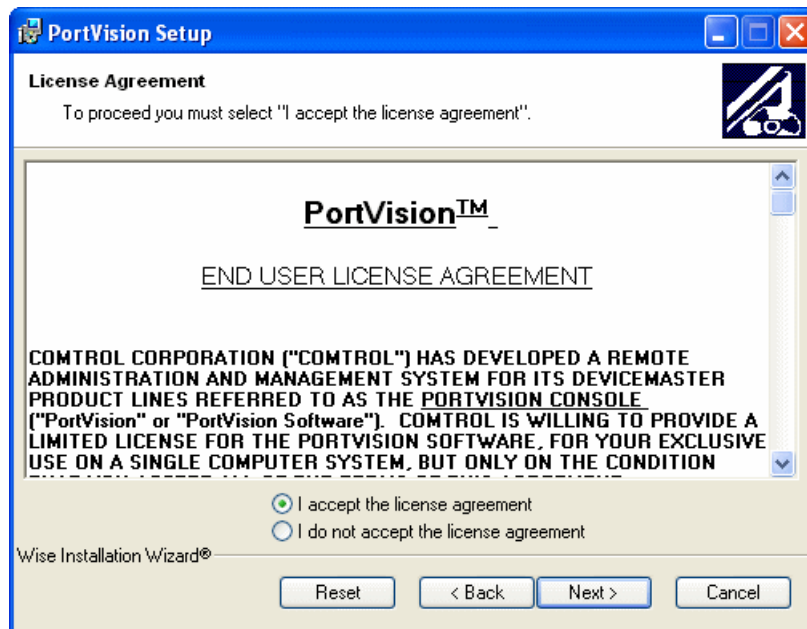 PortVision Setup
License Agreement
To proceed you must select "I accept the license agreement".
PortVision™
END USER LICENSE AGREEMENT
COMTROL CORPORATION ("COMTROL") HAS DEVELOPED A REMOTE
ADMINISTRATION AND MANAGEMENT SYSTEM FOR ITS DEVICEMASTER
PRODUCT LINES REFERRED TO AS THE PORTVISION CONSOLE
("PortVision" or "PortVision Software").  COMTROL IS WILLING TO PROVIDE A
LIMITED LICENSE FOR THE PORTVISION SOFTWARE, FOR YOUR EXCLUSIVE
USE ON A SINGLE COMPUTER SYSTEM, BUT ONLY ON THE CONDITION
I accept the license agreement
I do not accept the license agreement
Wise Installation Wizard®
Reset
< Back
Next >
Cancel